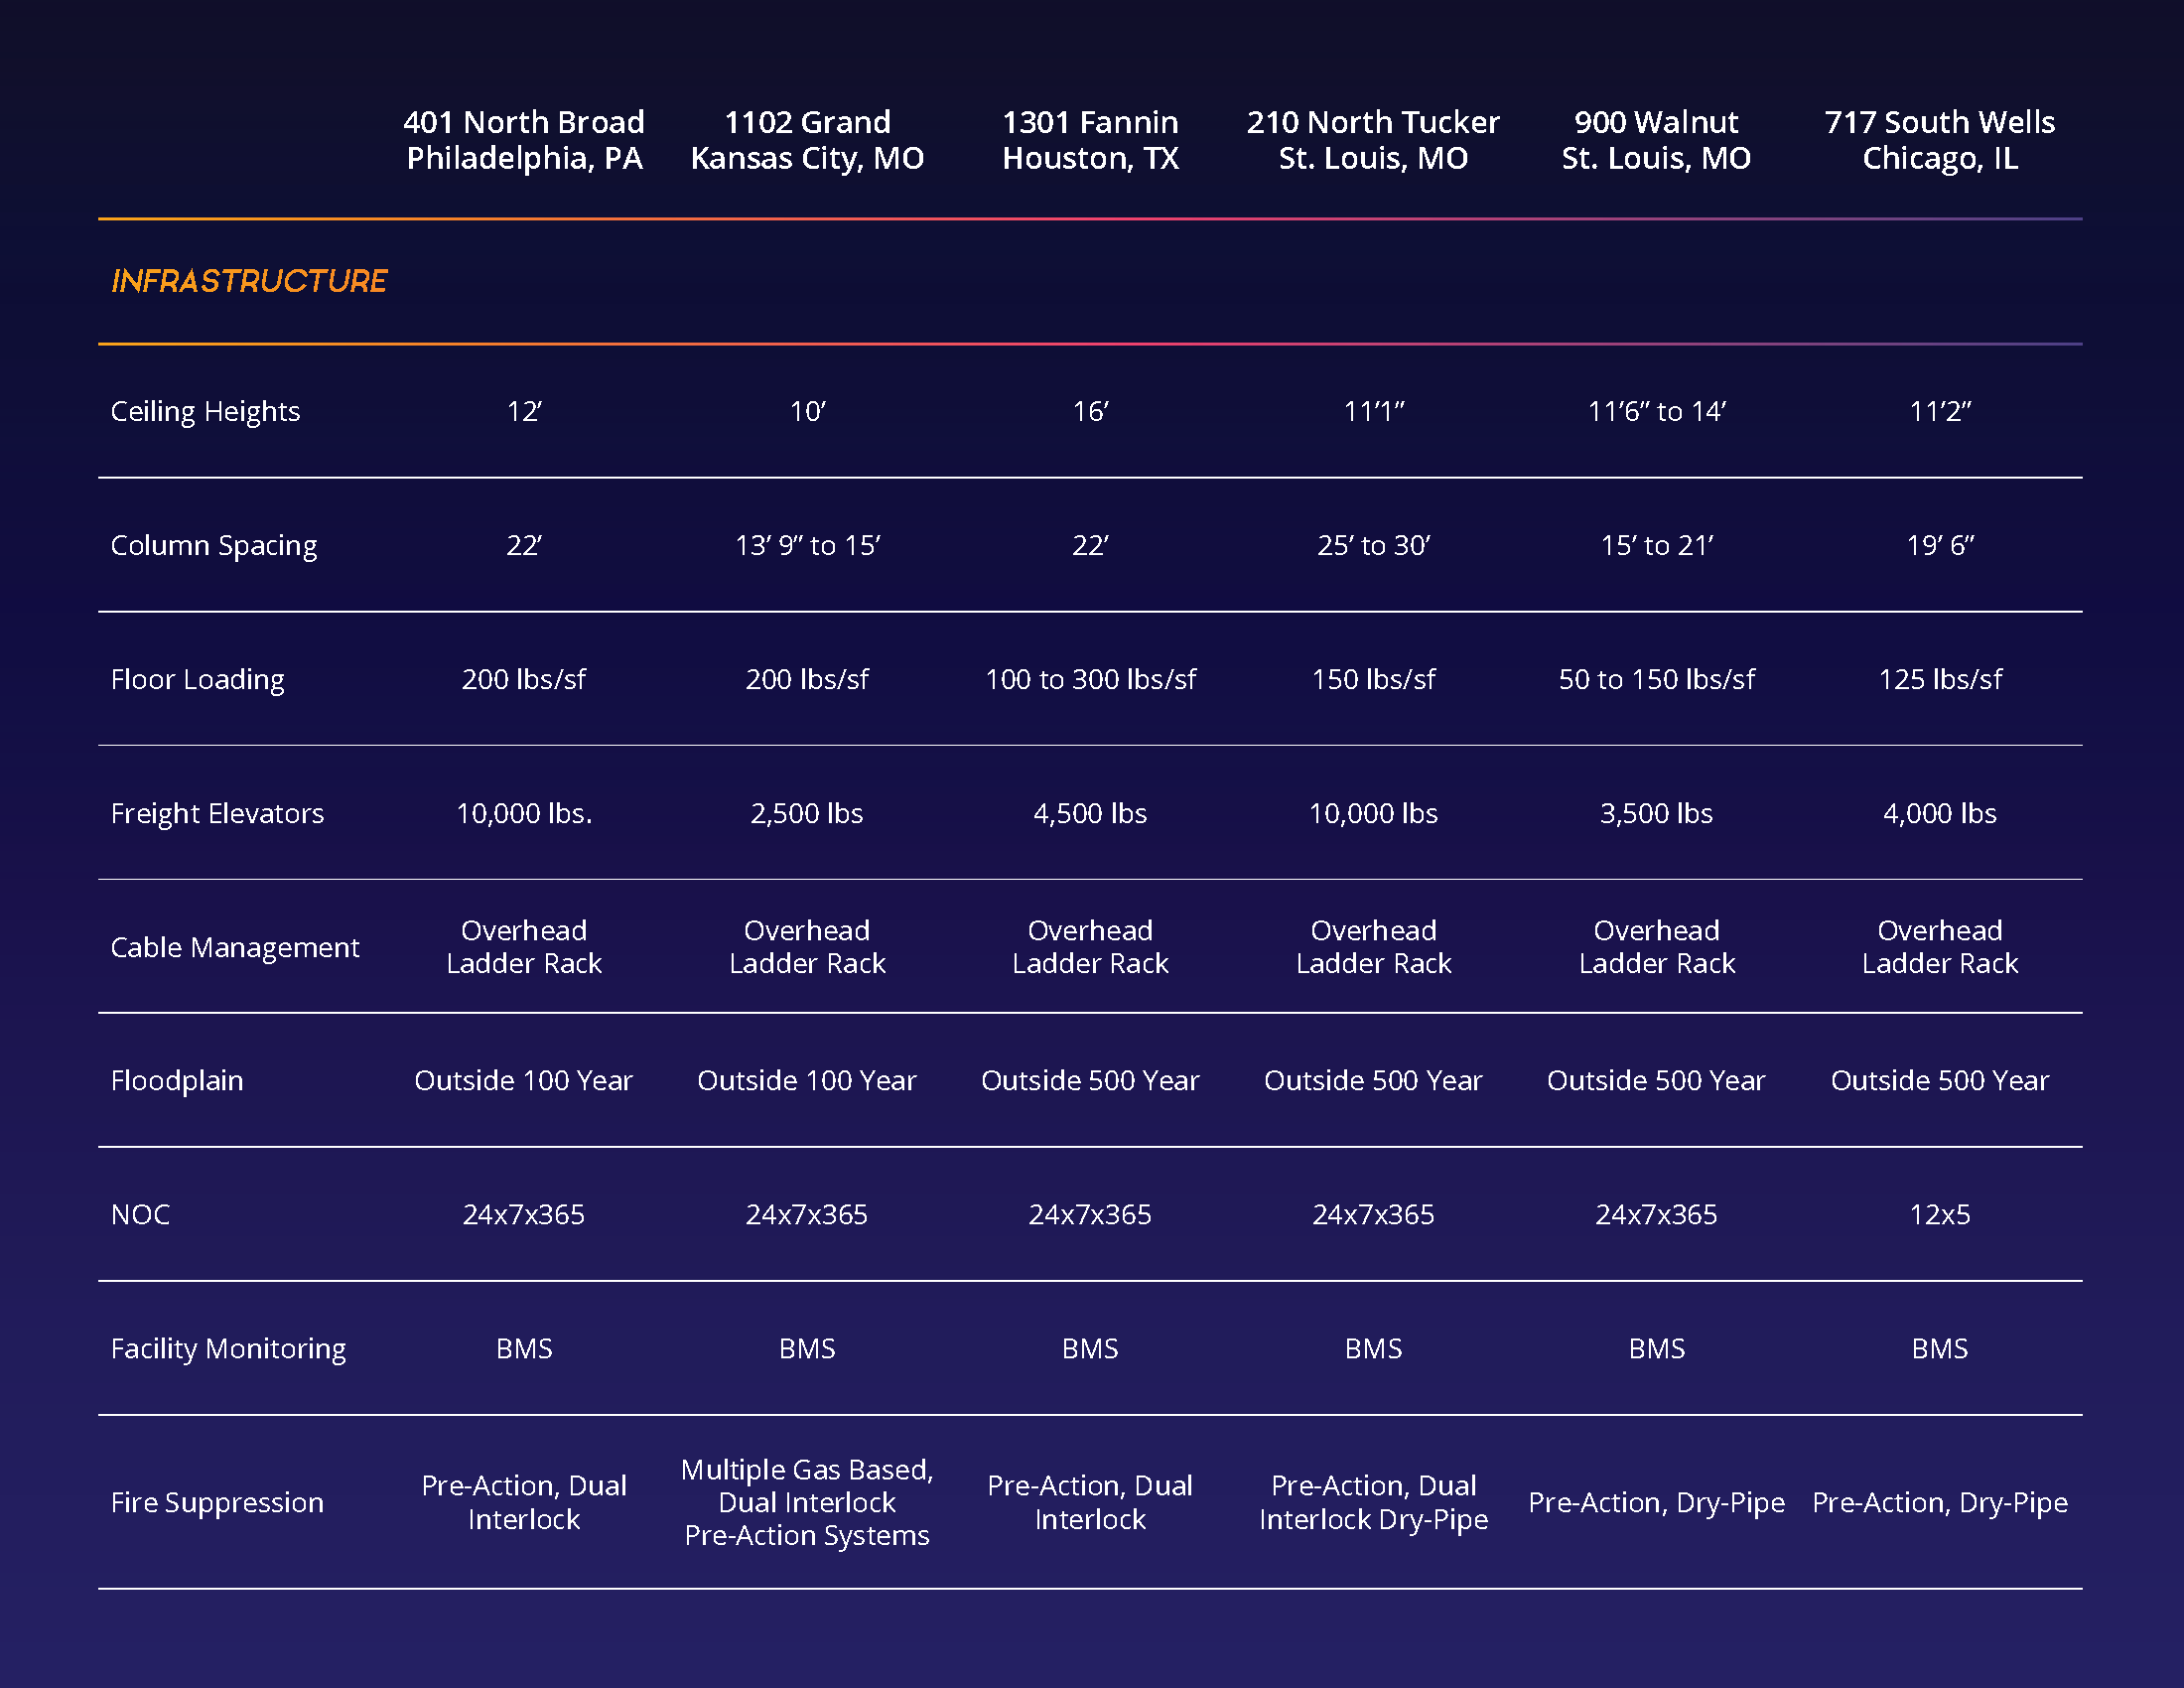 401 North Broad
Philadelphia, PA
1102 Grand
Kansas City, MO
1301 Fannin
Houston, TX
210 North Tucker
St. Louis, MO
900 Walnut
St. Louis, MO
717 South Wells
Chicago, IL
INFRASTRUCTURE
Ceiling Heights 12’ 10’ 16’ 11’1” 11’6” to 14’ 11’2”
Column Spacing 22’ 13’ 9” to 15’ 22’ 25’ to 30’ 15’ to 21’ 19’ 6”
Floor Loading 200 lbs/sf 200 lbs/sf 100 to 300 lbs/sf 150 lbs/sf 50 to 150 lbs/sf 125 lbs/sf
Freight Elevators 10,000 lbs. 2,500 lbs 4,500 lbs 10,000 lbs 3,500 lbs 4,000 lbs
Cable Management
Overhead
Ladder Rack
Overhead
Ladder Rack
Overhead
Ladder Rack
Overhead
Ladder Rack
Overhead
Ladder Rack
Overhead
Ladder Rack
Floodplain Outside 100 Year Outside 100 Year Outside 500 Year Outside 500 Year Outside 500 Year Outside 500 Year
NOC 24x7x365 24x7x365 24x7x365 24x7x365 24x7x365 12x5
Facility Monitoring BMS BMS BMS BMS BMS BMS
Fire Suppression
Pre-Action, Dual
Interlock
Multiple Gas Based,
Dual Interlock
Pre-Action Systems
Pre-Action, Dual
Interlock
Pre-Action, Dual
Interlock Dry-Pipe
Pre-Action, Dry-Pipe
Pre-Action, Dry-Pipe